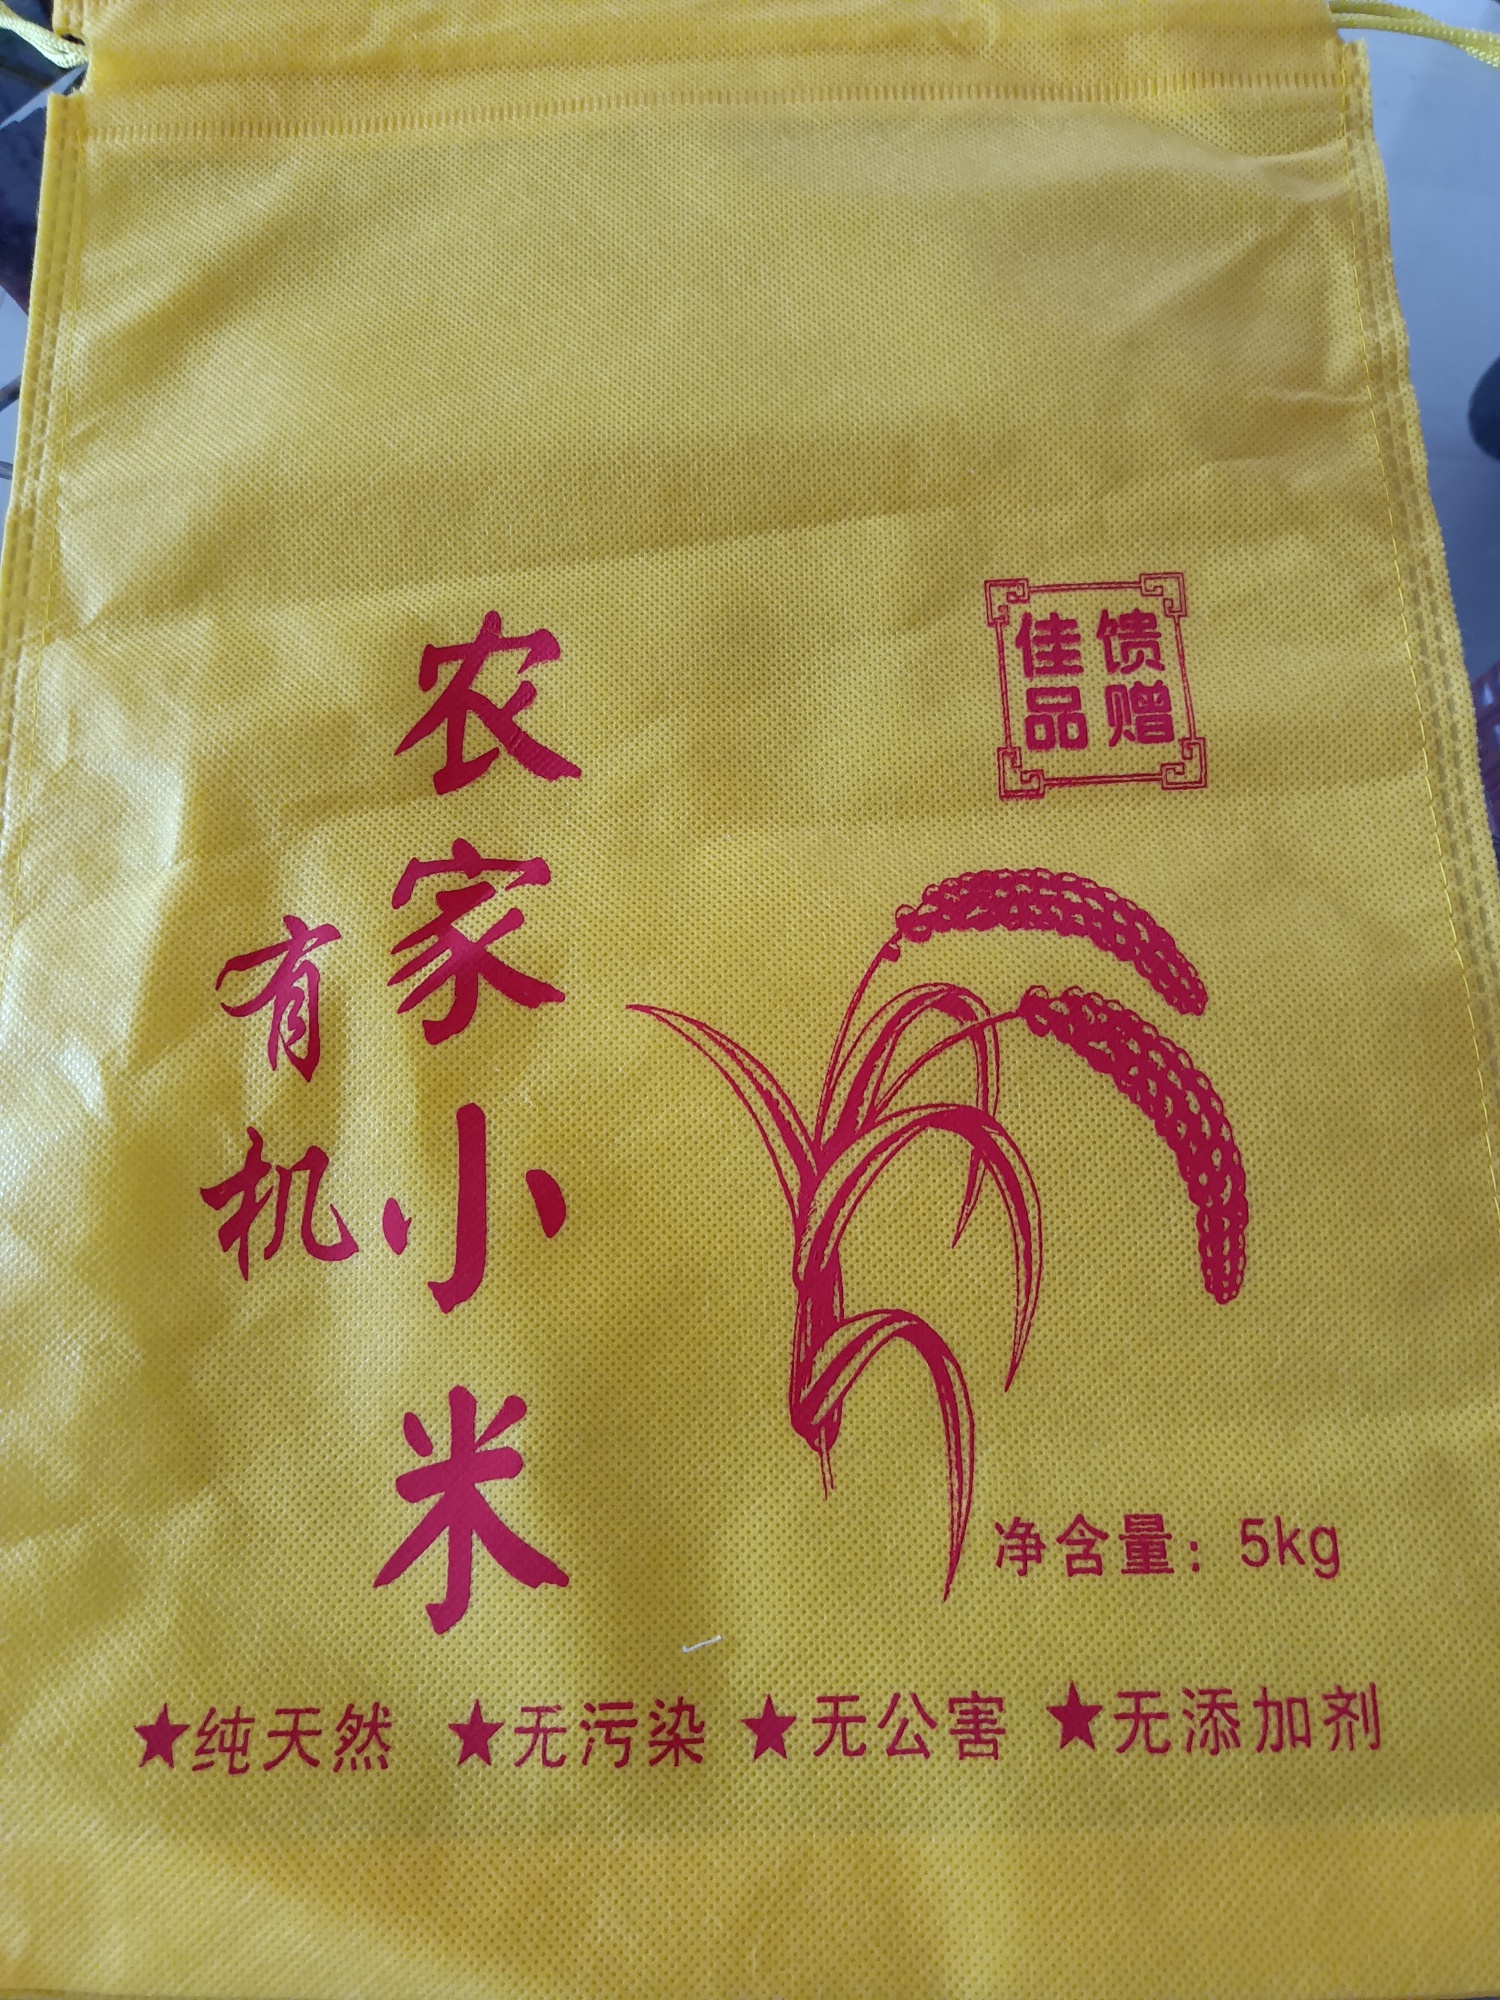 馈赠
佳品
农家小米
有机
净含量：5kg
★纯天然 ★无污染 ★无公害 ★无添加剂